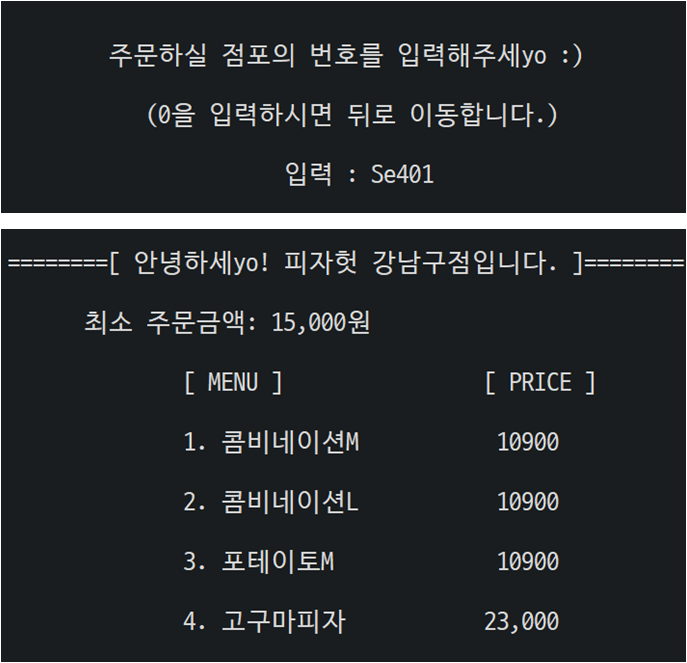 주문하실 점포의 번호를 입력해주세yo :)
(0을 입력하시면 뒤로 이동합니다.)
입력 : Se401
========[ 안녕하세yo! 피자헛 강남구점입니다. ]========
최소 주문금액: 15,000원
[ MENU ] [ PRICE ]
1. 콤비네이션M 10900
2. 콤비네이션L 10900
3. 포테이토M 10900
4. 고구마피자 23,000